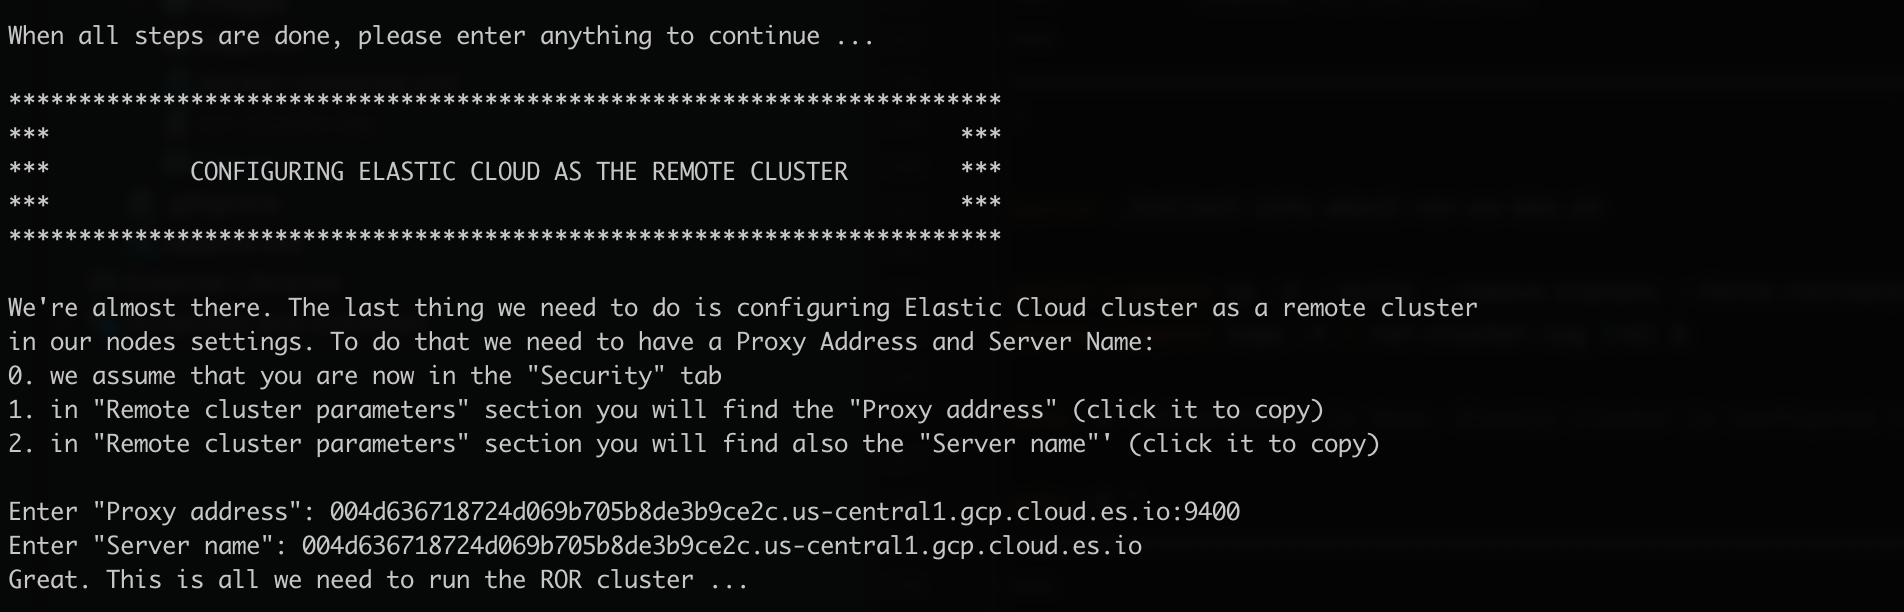 When all steps are done, please enter anything to continue ...
***********************************************************************
*** ***
*** CONFIGURING ELASTIC CLOUD AS THE REMOTE CLUSTER ***
*** ***
***********************************************************************
We're almost there. The last thing we need to do is configuring Elastic Cloud cluster as a remote cluster
in our nodes settings. To do that we need to have a Proxy Address and Server Name:
0. we assume that you are now in the "Security" tab
1. in "Remote cluster parameters" section you will find the "Proxy address" (click it to copy)
2. in "Remote cluster parameters" section you will find also the "Server name"' (click it to copy)
Enter "Proxy address": 004d636718724d069b705b8de3b9ce2c.us-central1.gcp.cloud.es.io:9400
Enter "Server name": 004d636718724d069b705b8de3b9ce2c.us-central1.gcp.cloud.es.io
Great. This is all we need to run the ROR cluster ...